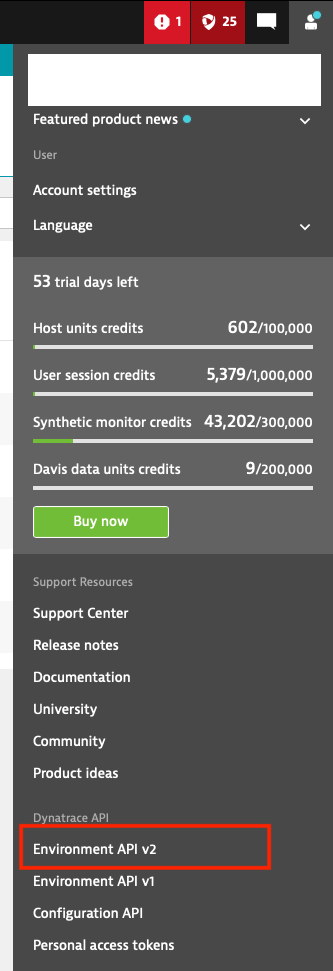 1 25
Featured product news
User
Account settings
Language
53 trial days left
Host units credits 602/100,000
User session credits 5,379/1,000,000
Synthetic monitor credits 43,202/300,000
Davis data units credits 9/200,000
Buy now
Support Resources
Support Center
Release notes
Documentation
University
Community
Product ideas
Dynatrace API
Environment API v2
Environment API v1
Configuration API
Personal access tokens